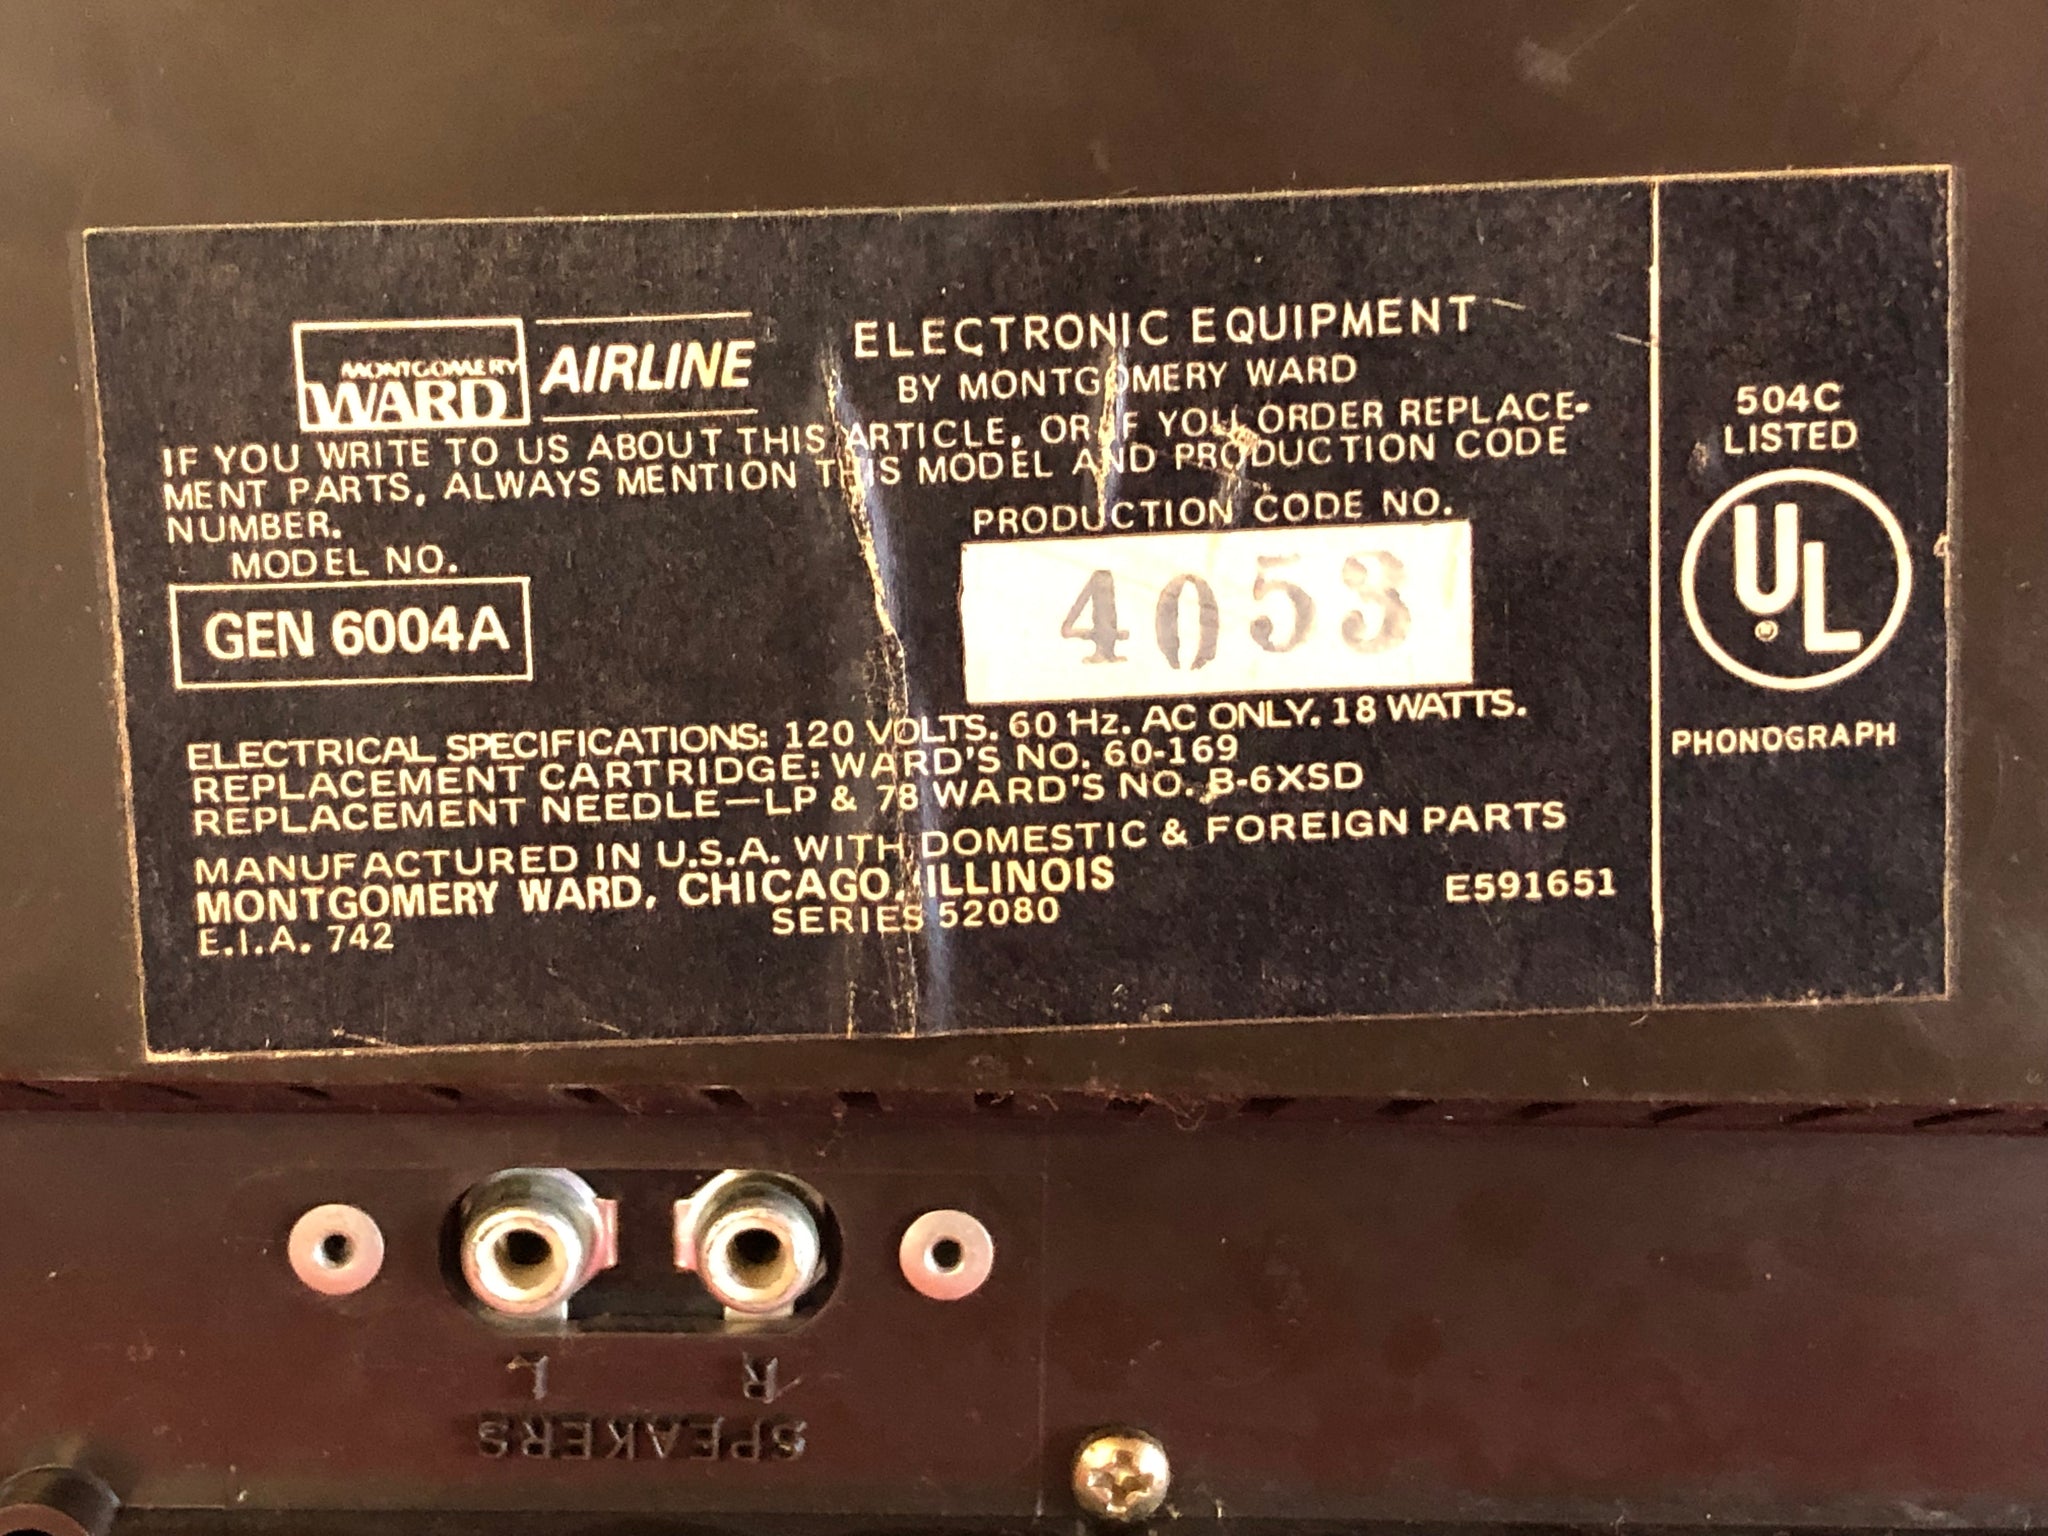 MONTGOMERY
WARD
AIRLINE
ELECTRONIC EQUIPMENT
BY MONTGOMERY WARD
IF YOU WRITE TO US ABOUT THIS ARTICLE, OR IF YOU ORDER REPLACE-
MENT PARTS, ALWAYS MENTION THIS MODEL AND PRODUCTION CODE
NUMBER.
MODEL NO.
GEN 6004A
PRODUCTION CODE NO.
4053
ELECTRICAL SPECIFICATIONS: 120 VOLTS. 60 Hz. AC ONLY. 18 WATTS.
REPLACEMENT CARTRIDGE: WARD'S NO. 60-169
REPLACEMENT NEEDLE—LP & 78 WARD'S NO. B-6XSD
MANUFACTURED IN U.S.A. WITH DOMESTIC & FOREIGN PARTS
MONTGOMERY WARD, CHICAGO, ILLINOIS
E.I.A. 742
SERIES 52080
E591651
504C
LISTED
UL
®
PHONOGRAPH
L R
SPEAKERS